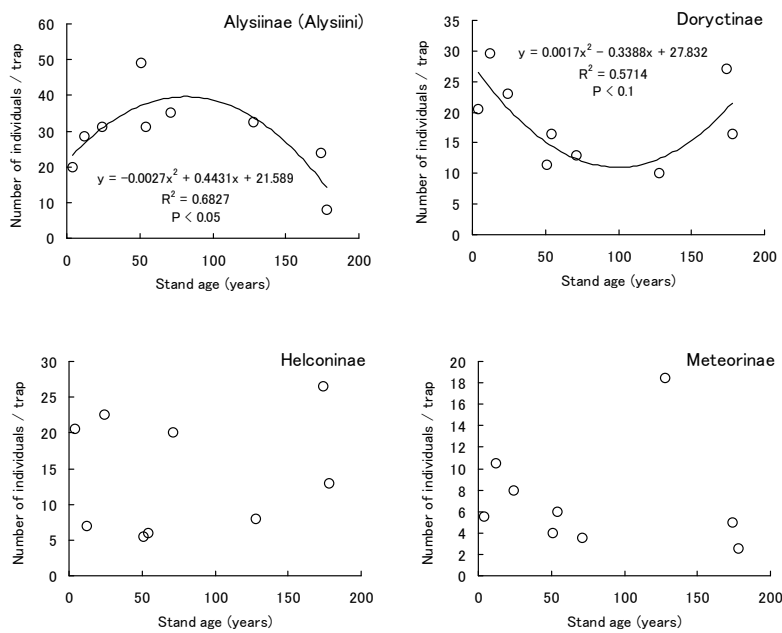 Alysiinae (Alysiini)
Number of individuals / trap
60
50
40
30
20
10
0
y = −0.0027x² + 0.4431x + 21.589
R² = 0.6827
P < 0.05
0 50 100 150 200
Stand age (years)
Doryctinae
Number of individuals / trap
35
30
25
20
15
10
5
0
y = 0.0017x² − 0.3388x + 27.832
R² = 0.5714
P < 0.1
0 50 100 150 200
Stand age (years)
Helconinae
Number of individuals / trap
30
25
20
15
10
5
0
0 50 100 150 200
Stand age (years)
Meteorinae
Number of individuals / trap
20
18
16
14
12
10
8
6
4
2
0
0 50 100 150 200
Stand age (years)